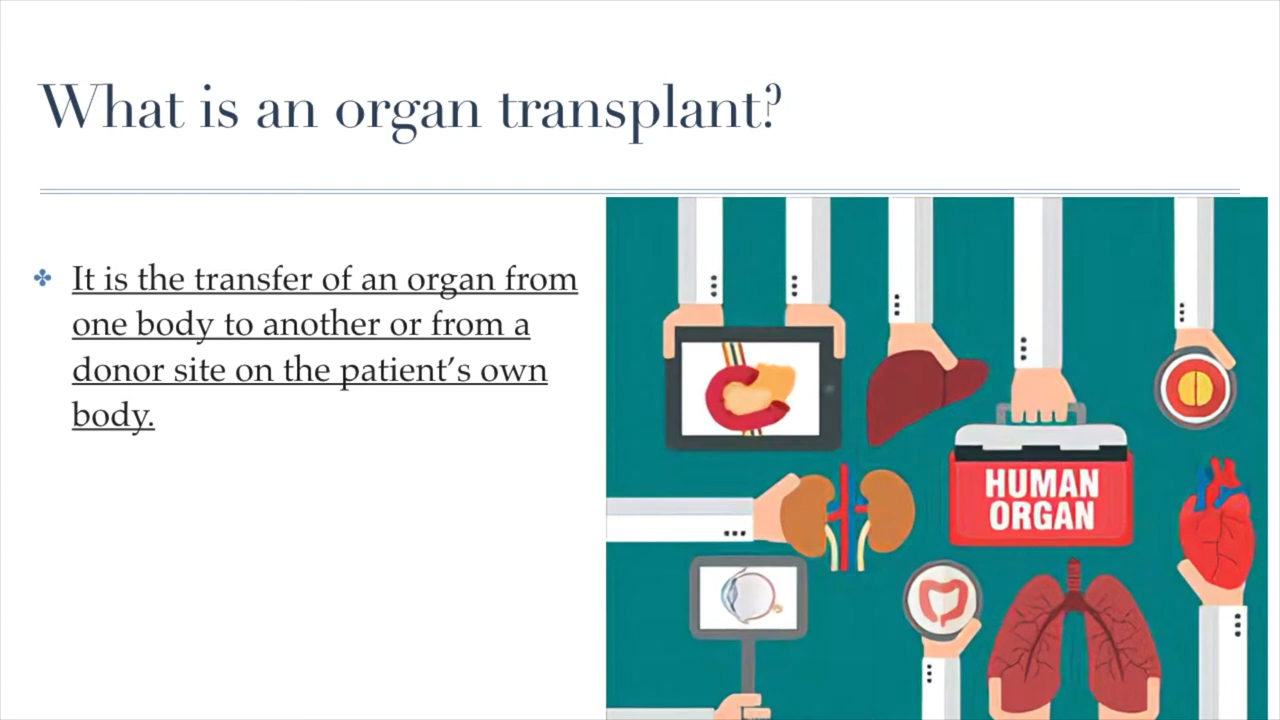 What is an organ transplant?
It is the transfer of an organ from
one body to another or from a
donor site on the patient’s own
body.
HUMAN
ORGAN